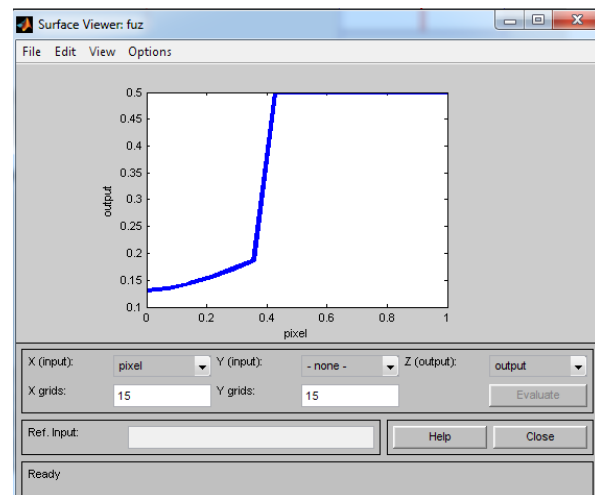 Surface Viewer: fuz
File Edit View Options
0.5
0.45
0.4
0.35
0.3
0.25
0.2
0.15
0.1
output
0 0.2 0.4 0.6 0.8 1
pixel
X (input): pixel Y (input): - none - Z (output): output
X grids: 15 Y grids: 15 Evaluate
Ref. Input: Help Close
Ready